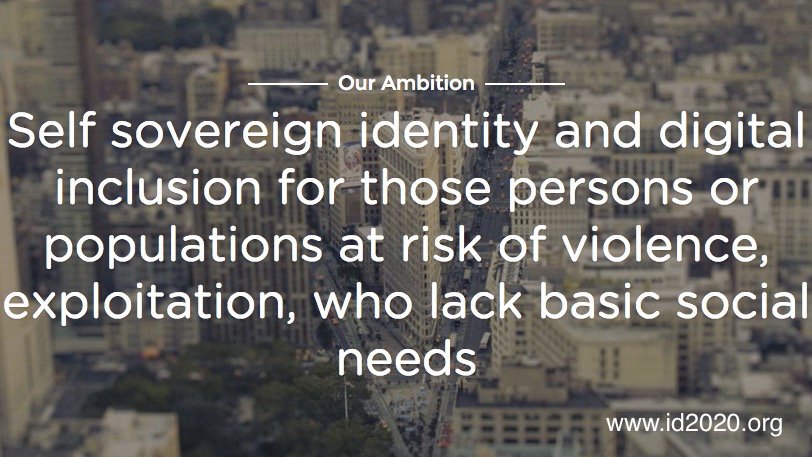 Our Ambition
Self sovereign identity and digital
inclusion for those persons or
populations at risk of violence,
exploitation, who lack basic social
needs
www.id2020.org